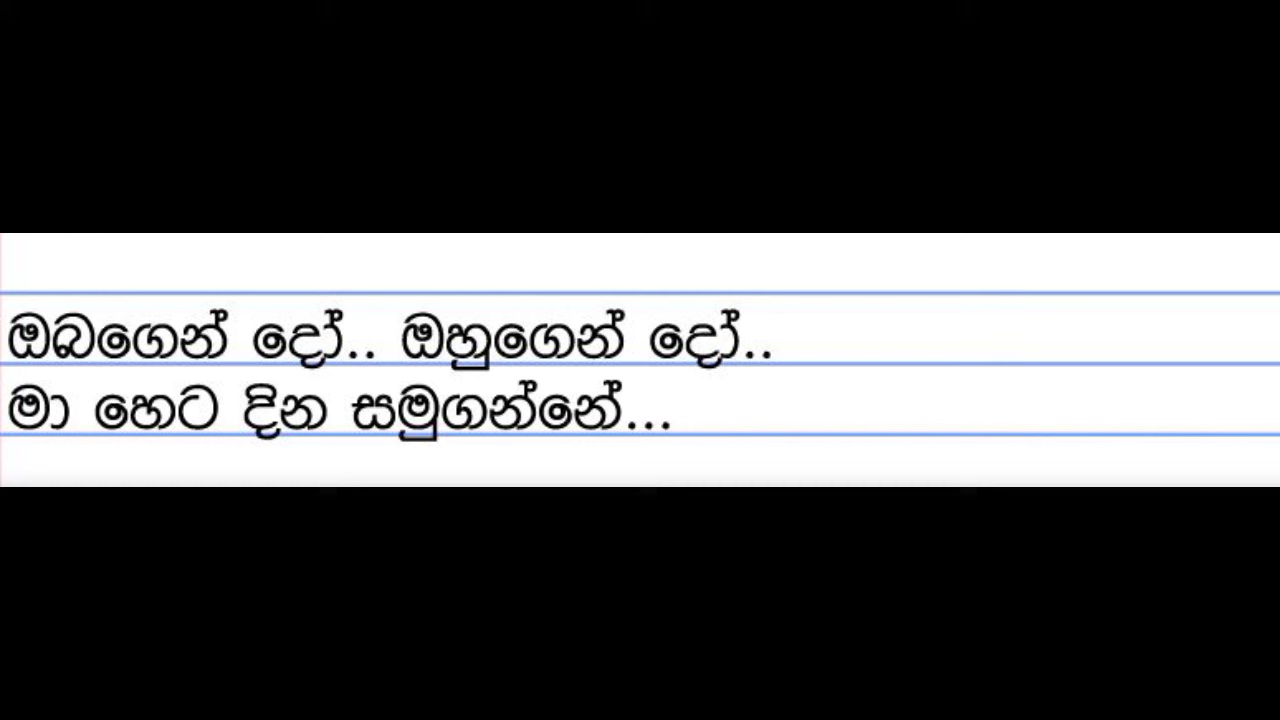 ඔබගෙන් දෝ.. ඔහුගෙන් දෝ..
මා හෙට දින සමුගන්නේ...